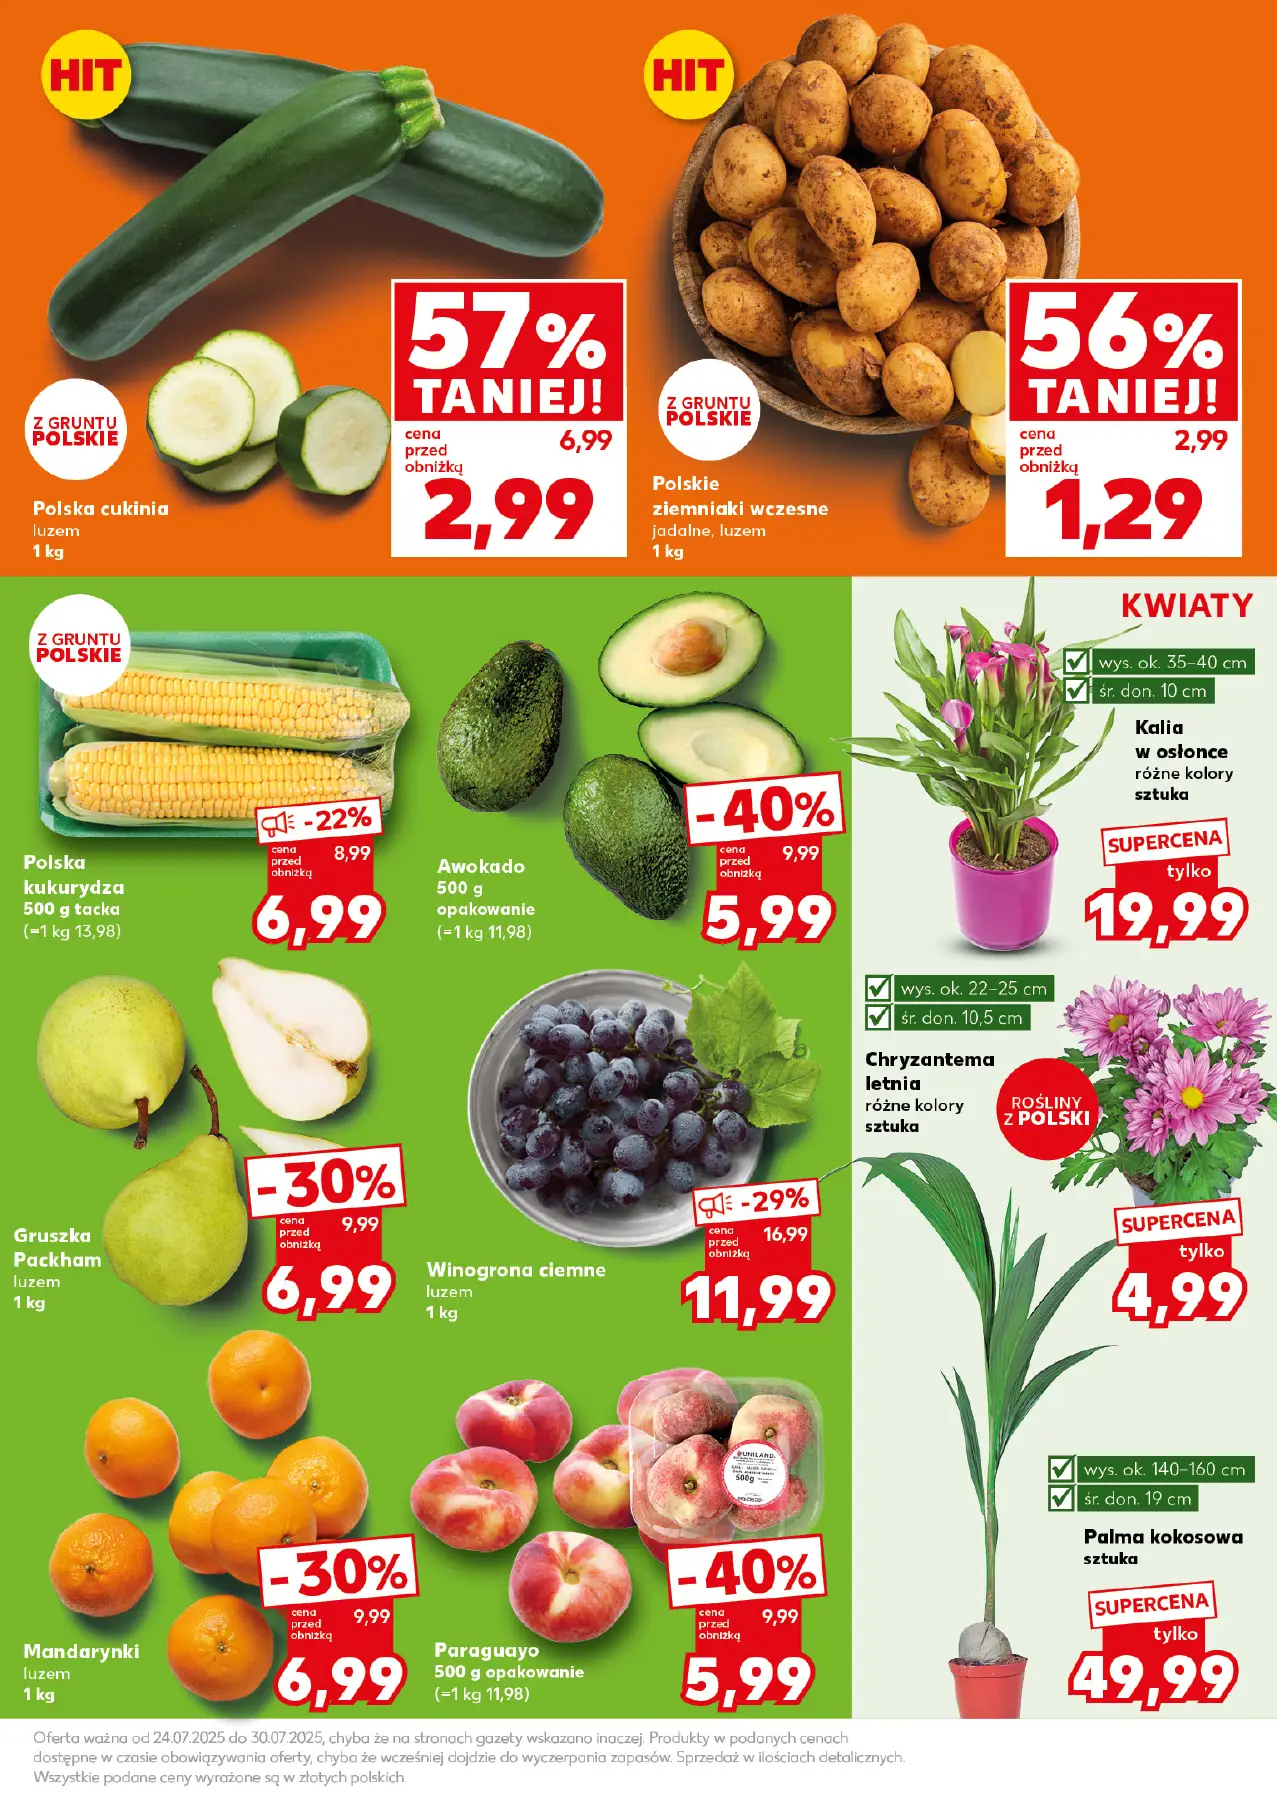 HIT
57%
TANIEJ!
cena
przed
obniżką
6,99
2,99
Z GRUNTU
POLSKIE
Polska cukinia
luzem
1 kg
HIT
56%
TANIEJ!
cena
przed
obniżką
2,99
1,29
Z GRUNTU
POLSKIE
Polskie
ziemniaki wczesne
jadalne, luzem
1 kg
Z GRUNTU
POLSKIE
-22%
cena
przed
obniżką
8,99
6,99
Polska
kukurydza
500 g tacka
(=1 kg 13,98)
-40%
cena
przed
obniżką
9,99
5,99
Awokado
500 g
opakowanie
(=1 kg 11,98)
KWIATY
wys. ok. 35–40 cm
śr. don. 10 cm
Kalia
w osłonce
różne kolory
sztuka
SUPERCENA
tylko
19,99
wys. ok. 22–25 cm
śr. don. 10,5 cm
Chryzantema
letnia
różne kolory
sztuka
ROŚLINY
Z POLSKI
SUPERCENA
tylko
4,99
-30%
cena
przed
obniżką
9,99
6,99
Gruszka
Packham
luzem
1 kg
-29%
cena
przed
obniżką
16,99
11,99
Winogrona ciemne
luzem
1 kg
-30%
cena
przed
obniżką
9,99
6,99
Mandarynki
luzem
1 kg
UNILAND
500g
-40%
cena
przed
obniżką
9,99
5,99
Paraguayo
500 g opakowanie
(=1 kg 11,98)
wys. ok. 140–160 cm
śr. don. 19 cm
Palma kokosowa
sztuka
SUPERCENA
tylko
49,99
Oferta ważna od 24.07.2025 do 30.07.2025, chyba że na stronach gazety wskazano inaczej. Produkty w podanych cenach
dostępne w czasie obowiązywania oferty, chyba że wcześniej dojdzie do wyczerpania zapasów. Sprzedaż w ilościach detalicznych.
Wszystkie podane ceny wyrażone są w złotych polskich.